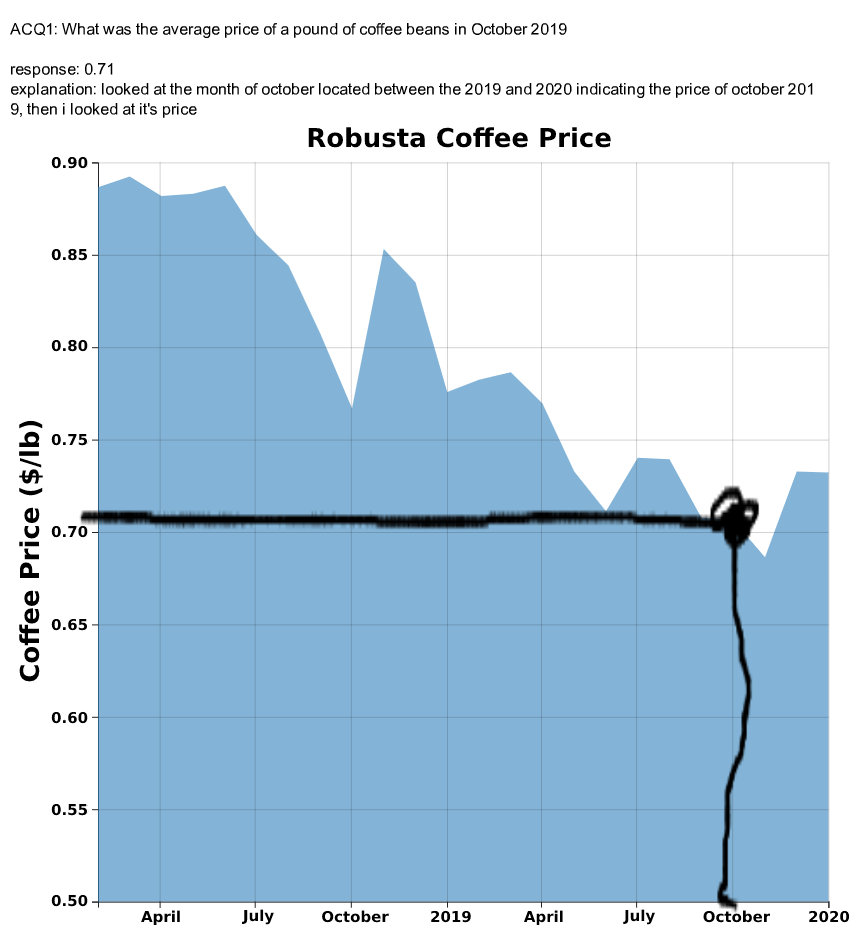 ACQ1: What was the average price of a pound of coffee beans in October 2019
response: 0.71
explanation: looked at the month of october located between the 2019 and 2020 indicating the price of october 201
9, then i looked at it's price
Robusta Coffee Price
0.90
0.85
0.80
0.75
0.70
0.65
0.60
0.55
0.50
Coffee Price ($/lb)
April July October 2019 April July October 2020